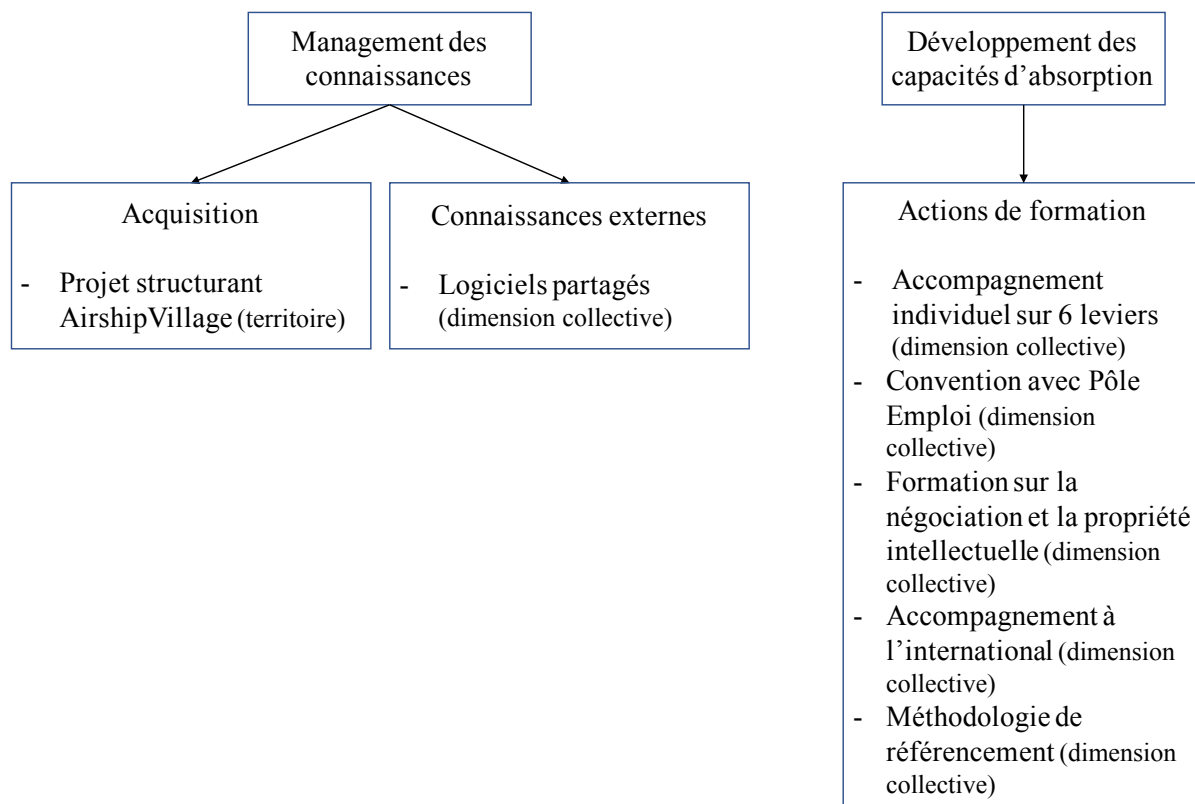 Management des
connaissances
Développement des
capacités d’absorption
Acquisition
- Projet structurant
AirshipVillage (territoire)
Connaissances externes
- Logiciels partagés
(dimension collective)
Actions de formation
- Accompagnement
individuel sur 6 leviers
(dimension collective)
- Convention avec Pôle
Emploi (dimension
collective)
- Formation sur la
négociation et la propriété
intellectuelle (dimension
collective)
- Accompagnement à
l’international (dimension
collective)
- Méthodologie de
référencement (dimension
collective)